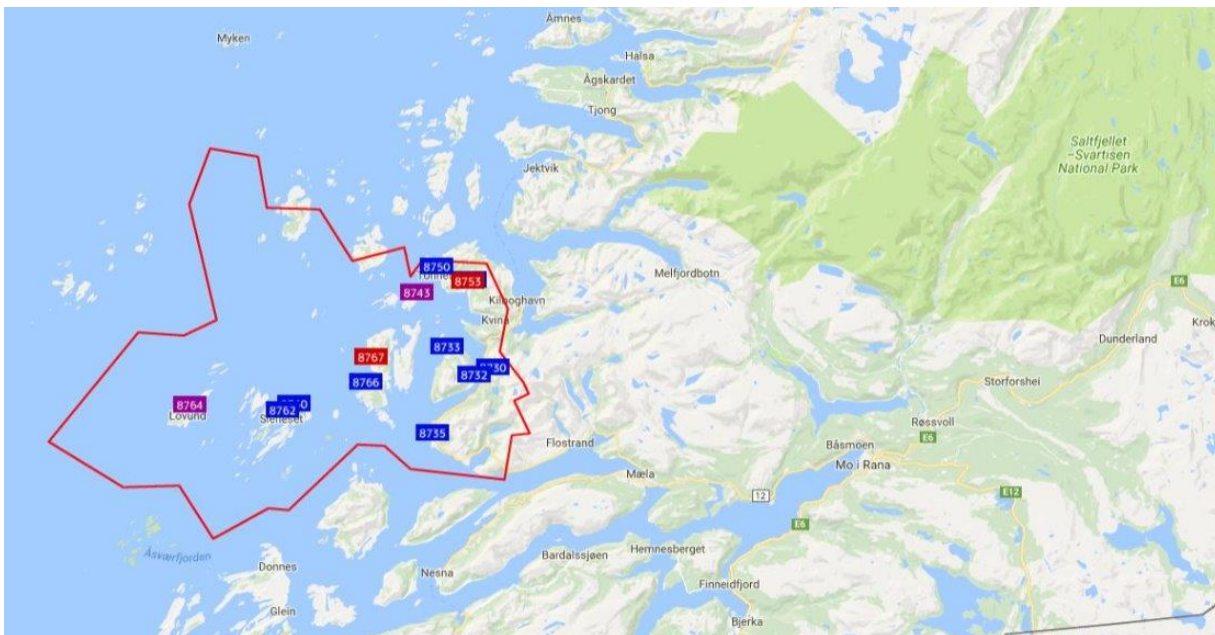 Åmnes
Myken
Halsa
Ågskardet
Tjong
Saltfjellet
–Svartisen
National Park
Jektvik
8750
Melfjordbotn
8753
E6
8743
Kilboghavn
Kvina
Dunderland
Krok
8733
8767
8732
8766
Storforshei
8764
8762
Lovund
Røssvoll
8735
Flostrand
Båsmoen
E6
Mo i Rana
Mæla
12
E12
E6
Åsværfjorden
Bardalssjøen
Hemnesberget
Donnes
Nesna
Finneidfjord
Glein
Bjerka